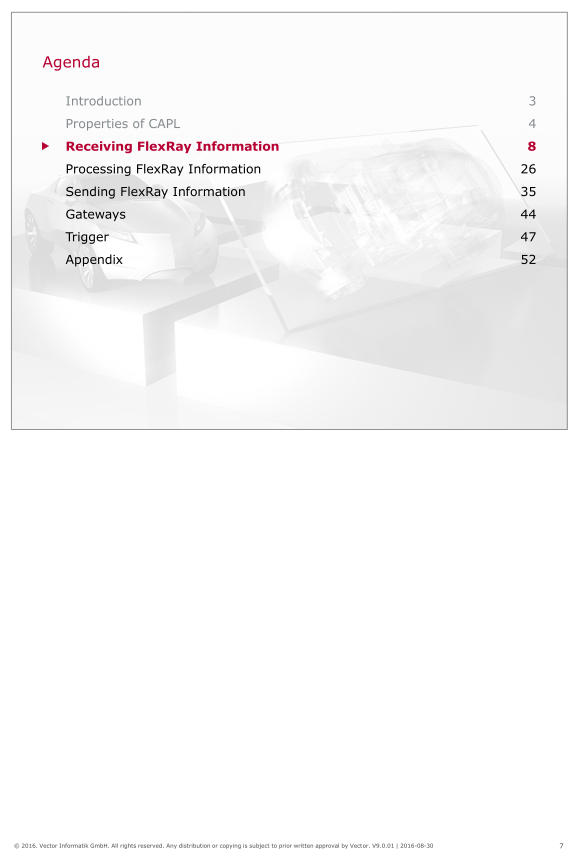 Agenda
Introduction 3
Properties of CAPL 4
Receiving FlexRay Information 8
Processing FlexRay Information 26
Sending FlexRay Information 35
Gateways 44
Trigger 47
Appendix 52
© 2016. Vector Informatik GmbH. All rights reserved. Any distribution or copying is subject to prior written approval by Vector. V9.0.01 | 2016-08-30 7